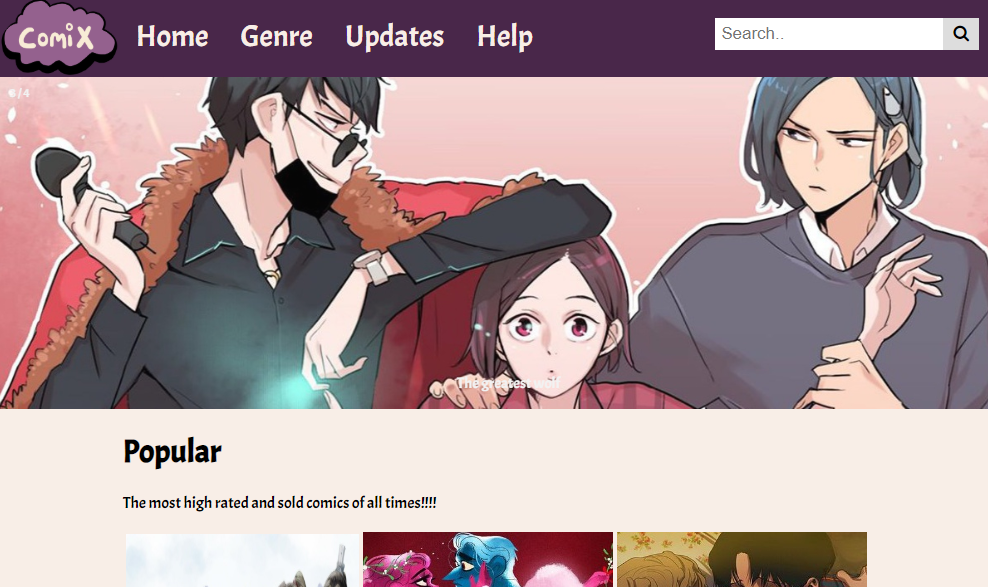 ComiX
Home Genre Updates Help
Search..
6/4
The greatest wolf
Popular
The most high rated and sold comics of all times!!!!